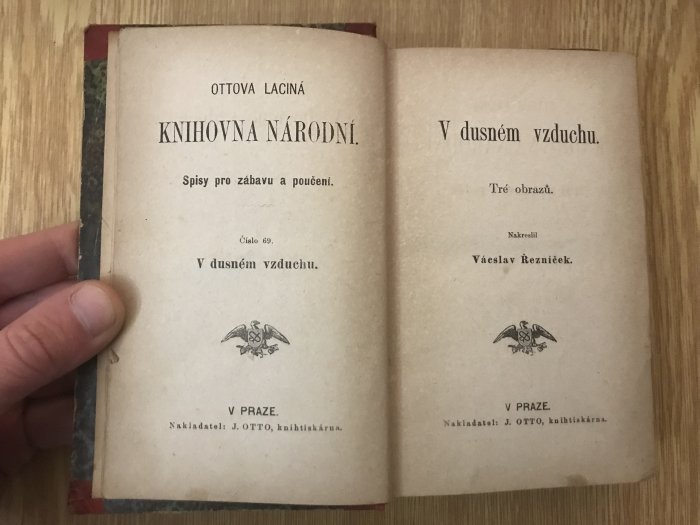 OTTOVA LACINÁ
KNIHOVNA NÁRODNÍ.
Spisy pro zábavu a poučení.
Číslo 69.
V dusném vzduchu.
V PRAZE.
Nakladatel: J. OTTO, knihtiskárna.
V dusném vzduchu.
Tré obrazů.
Nakreslil
Vácslav Řezníček.
V PRAZE.
Nakladatel: J. OTTO, knihtiskárna.